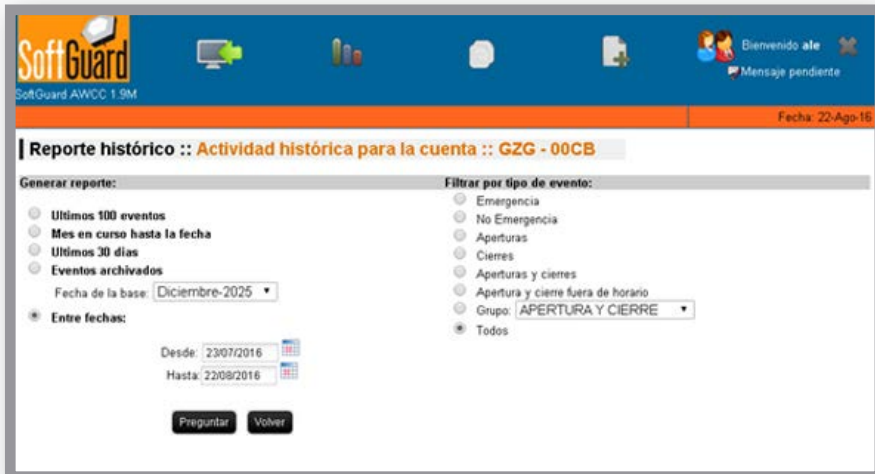 SoftGuard
SoftGuard AWCC 1.9M
Bienvenido ale
Mensaje pendiente
Fecha: 22-Ago-16
Reporte histórico :: Actividad histórica para la cuenta :: GZG - 00CB
Generar reporte:
Ultimos 100 eventos
Mes en curso hasta la fecha
Ultimos 30 dias
Eventos archivados
Fecha de la base: Diciembre-2025
Entre fechas:
Desde: 23/07/2016
Hasta: 22/08/2016
Preguntar Volver
Filtrar por tipo de evento:
Emergencia
No Emergencia
Aperturas
Cierres
Aperturas y cierres
Apertura y cierre fuera de horario
Grupo: APERTURA Y CIERRE
Todos